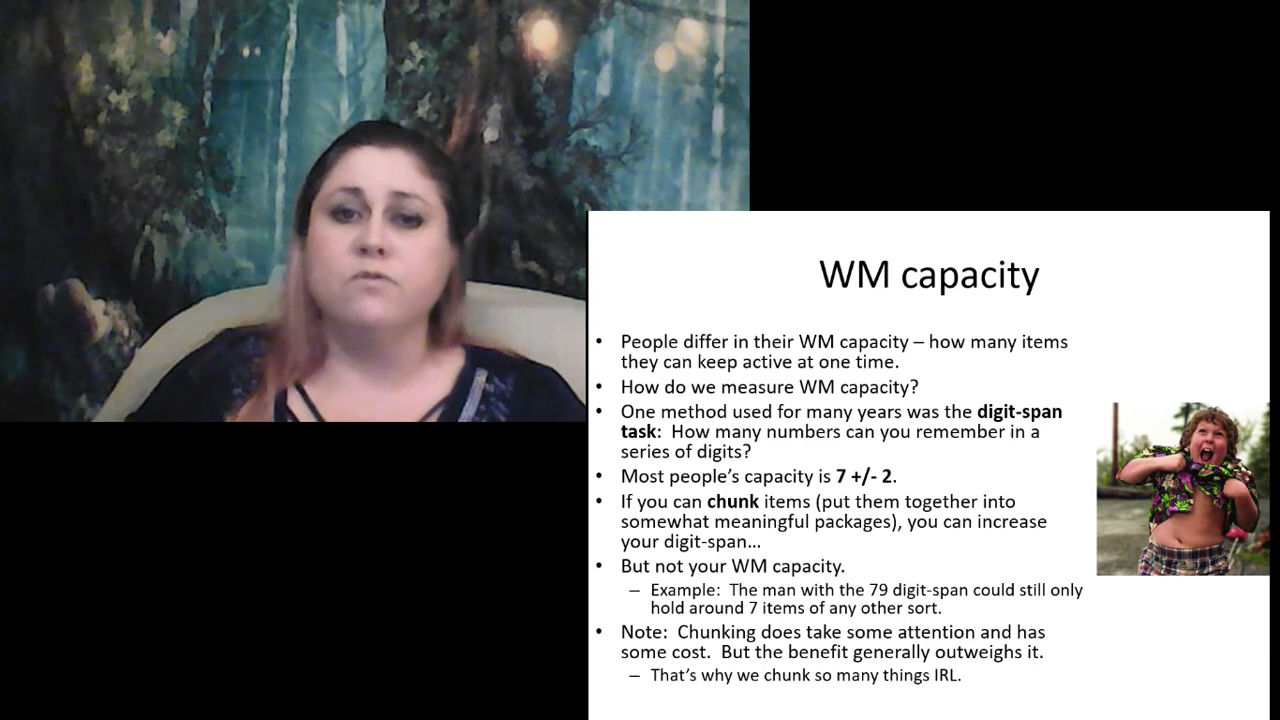 WM capacity
• People differ in their WM capacity – how many items
they can keep active at one time.
• How do we measure WM capacity?
• One method used for many years was the digit-span
task:  How many numbers can you remember in a
series of digits?
• Most people’s capacity is 7 +/- 2.
• If you can chunk items (put them together into
somewhat meaningful packages), you can increase
your digit-span…
• But not your WM capacity.
– Example:  The man with the 79 digit-span could still only
hold around 7 items of any other sort.
• Note:  Chunking does take some attention and has
some cost.  But the benefit generally outweighs it.
– That’s why we chunk so many things IRL.